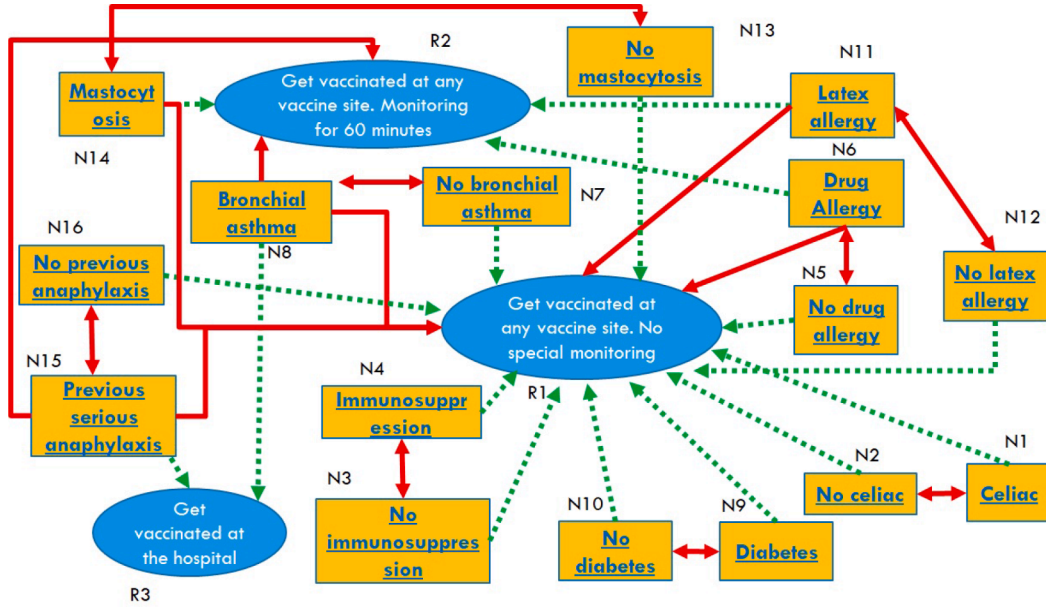 N13
R2
No
mastocytosis
N11
Get vaccinated at any
vaccine site. Monitoring
for 60 minutes
Mastocyt
osis
Latex
allergy
N14
N6
No bronchial
asthma
Drug
Allergy
Bronchial
asthma
N7
N12
N16
N8
No previous
anaphylaxis
N5
No latex
allergy
Get vaccinated at
any vaccine site. No
special monitoring
No drug
allergy
N15
N4
Previous
serious
anaphylaxis
Immunosuppr
ession
R1
N1
N2
N3
No celiac
Celiac
Get
vaccinated at
the hospital
No
immunosuppres
sion
N10
N9
No
diabetes
Diabetes
R3